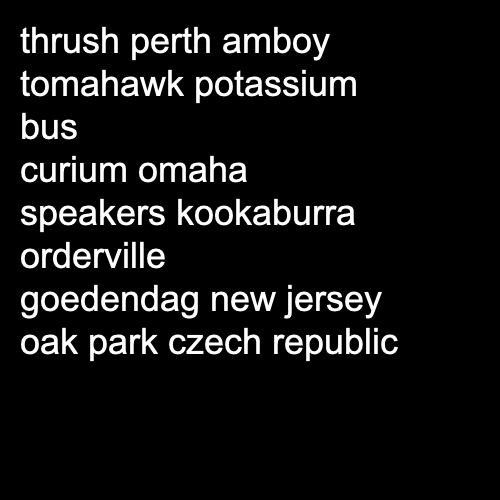 thrush perth amboy
tomahawk potassium
bus
curium omaha
speakers kookaburra
orderville
goedendag new jersey
oak park czech republic